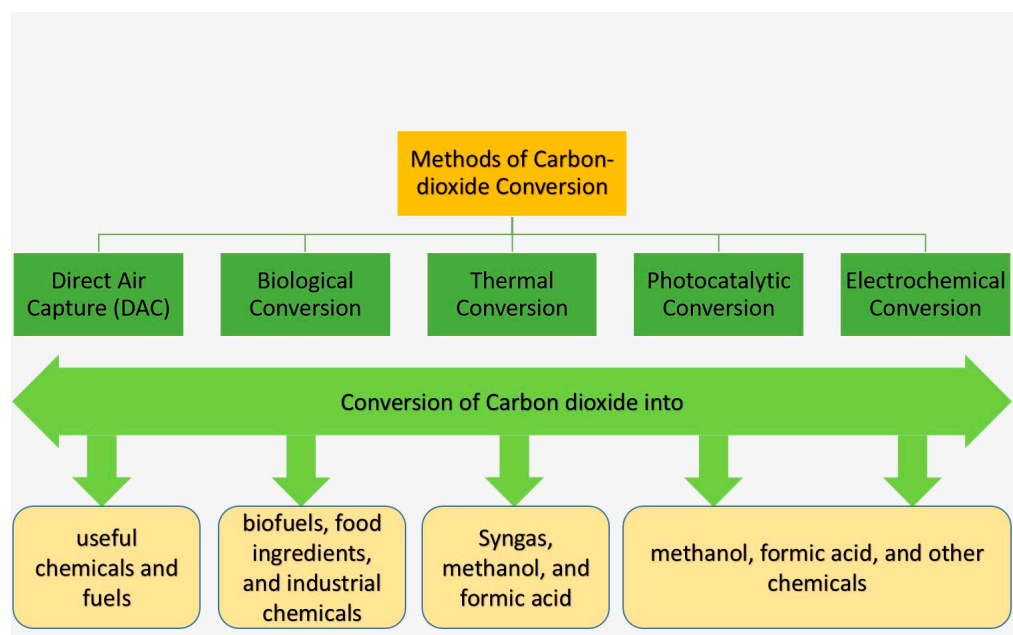 Methods of Carbon-
dioxide Conversion
Direct Air
Capture (DAC)
Biological
Conversion
Thermal
Conversion
Photocatalytic
Conversion
Electrochemical
Conversion
Conversion of Carbon dioxide into
useful
chemicals and
fuels
biofuels, food
ingredients,
and industrial
chemicals
Syngas,
methanol, and
formic acid
methanol, formic acid, and other
chemicals